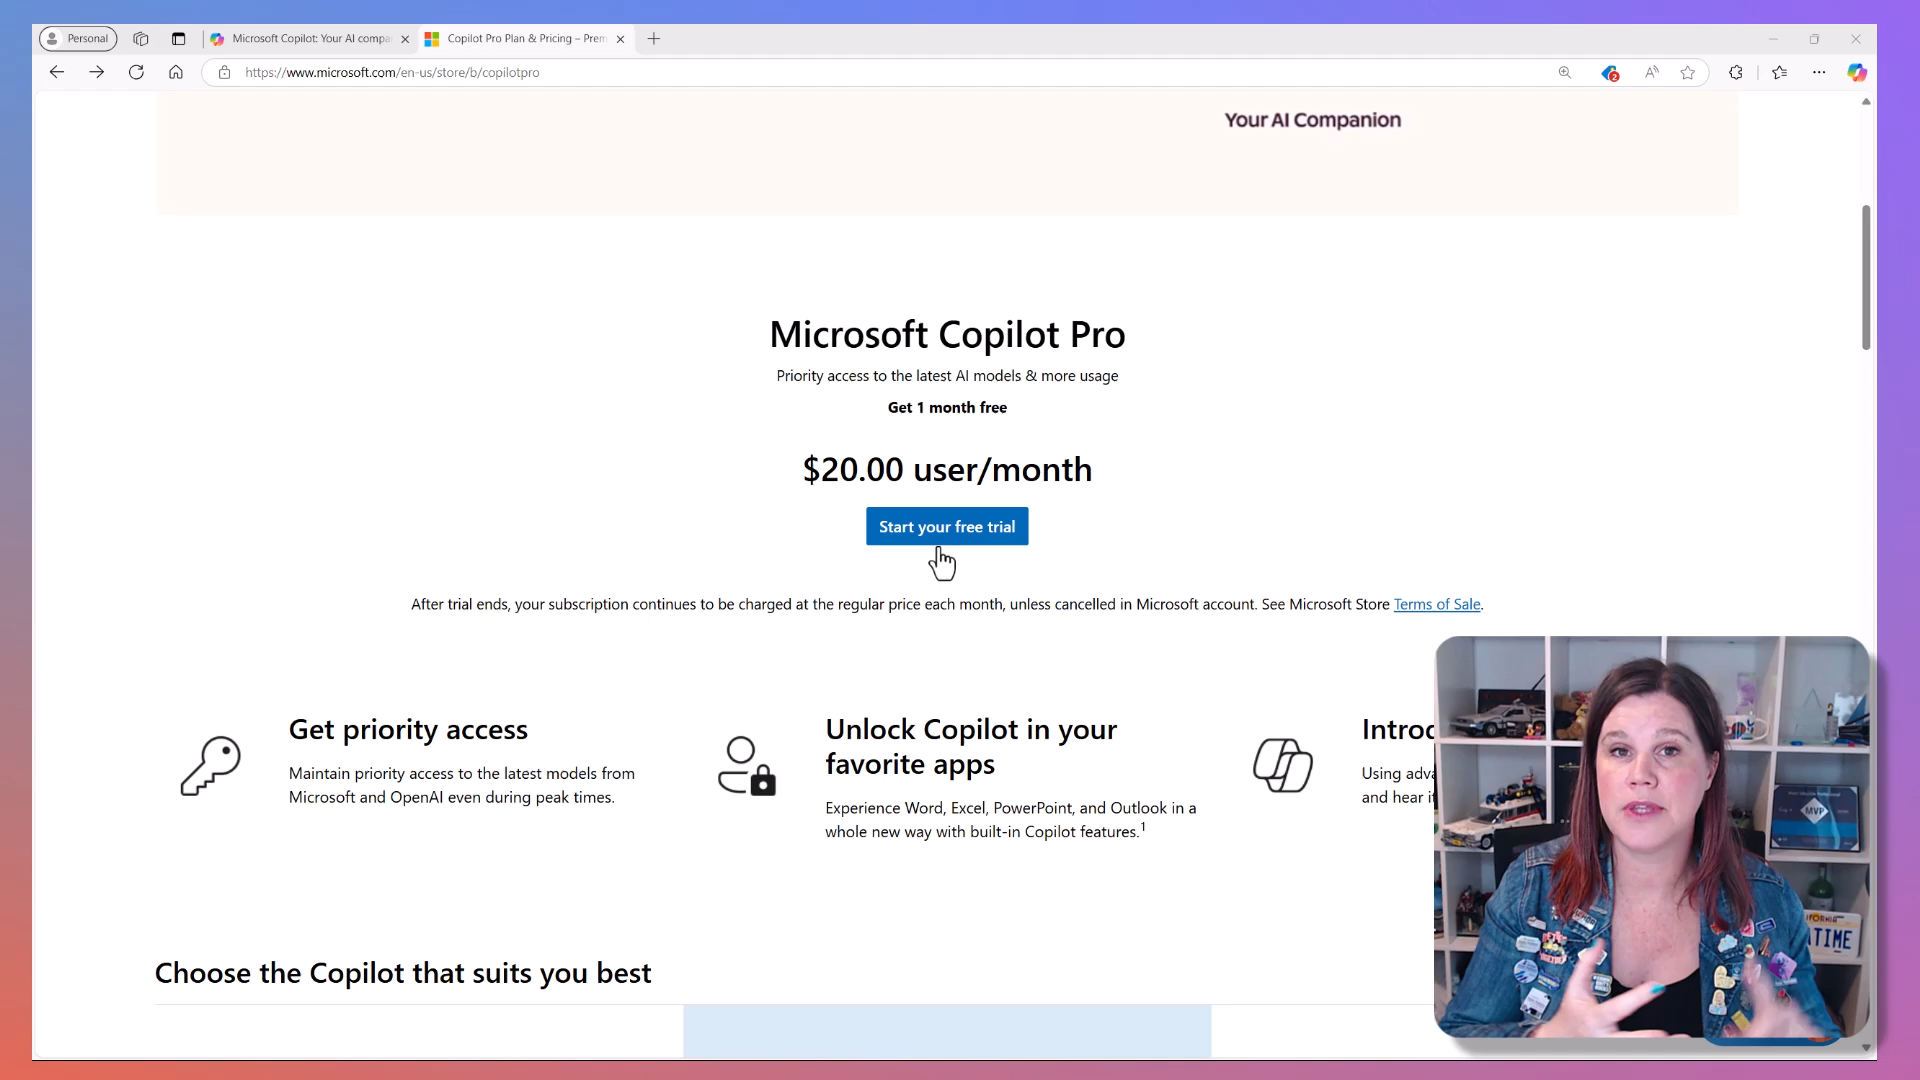 Personal
Microsoft Copilot: Your AI compa
Copilot Pro Plan & Pricing – Prem
https://www.microsoft.com/en-us/store/b/copilotpro
2
Your AI Companion
Microsoft Copilot Pro
Priority access to the latest AI models & more usage
Get 1 month free
$20.00 user/month
Start your free trial
After trial ends, your subscription continues to be charged at the regular price each month, unless cancelled in Microsoft account. See Microsoft Store Terms of Sale.
Get priority access
Maintain priority access to the latest models from
Microsoft and OpenAI even during peak times.
Unlock Copilot in your
favorite apps
Experience Word, Excel, PowerPoint, and Outlook in a
whole new way with built-in Copilot features.1
Introd
Using adva
and hear it
Choose the Copilot that suits you best
MVP
TIME